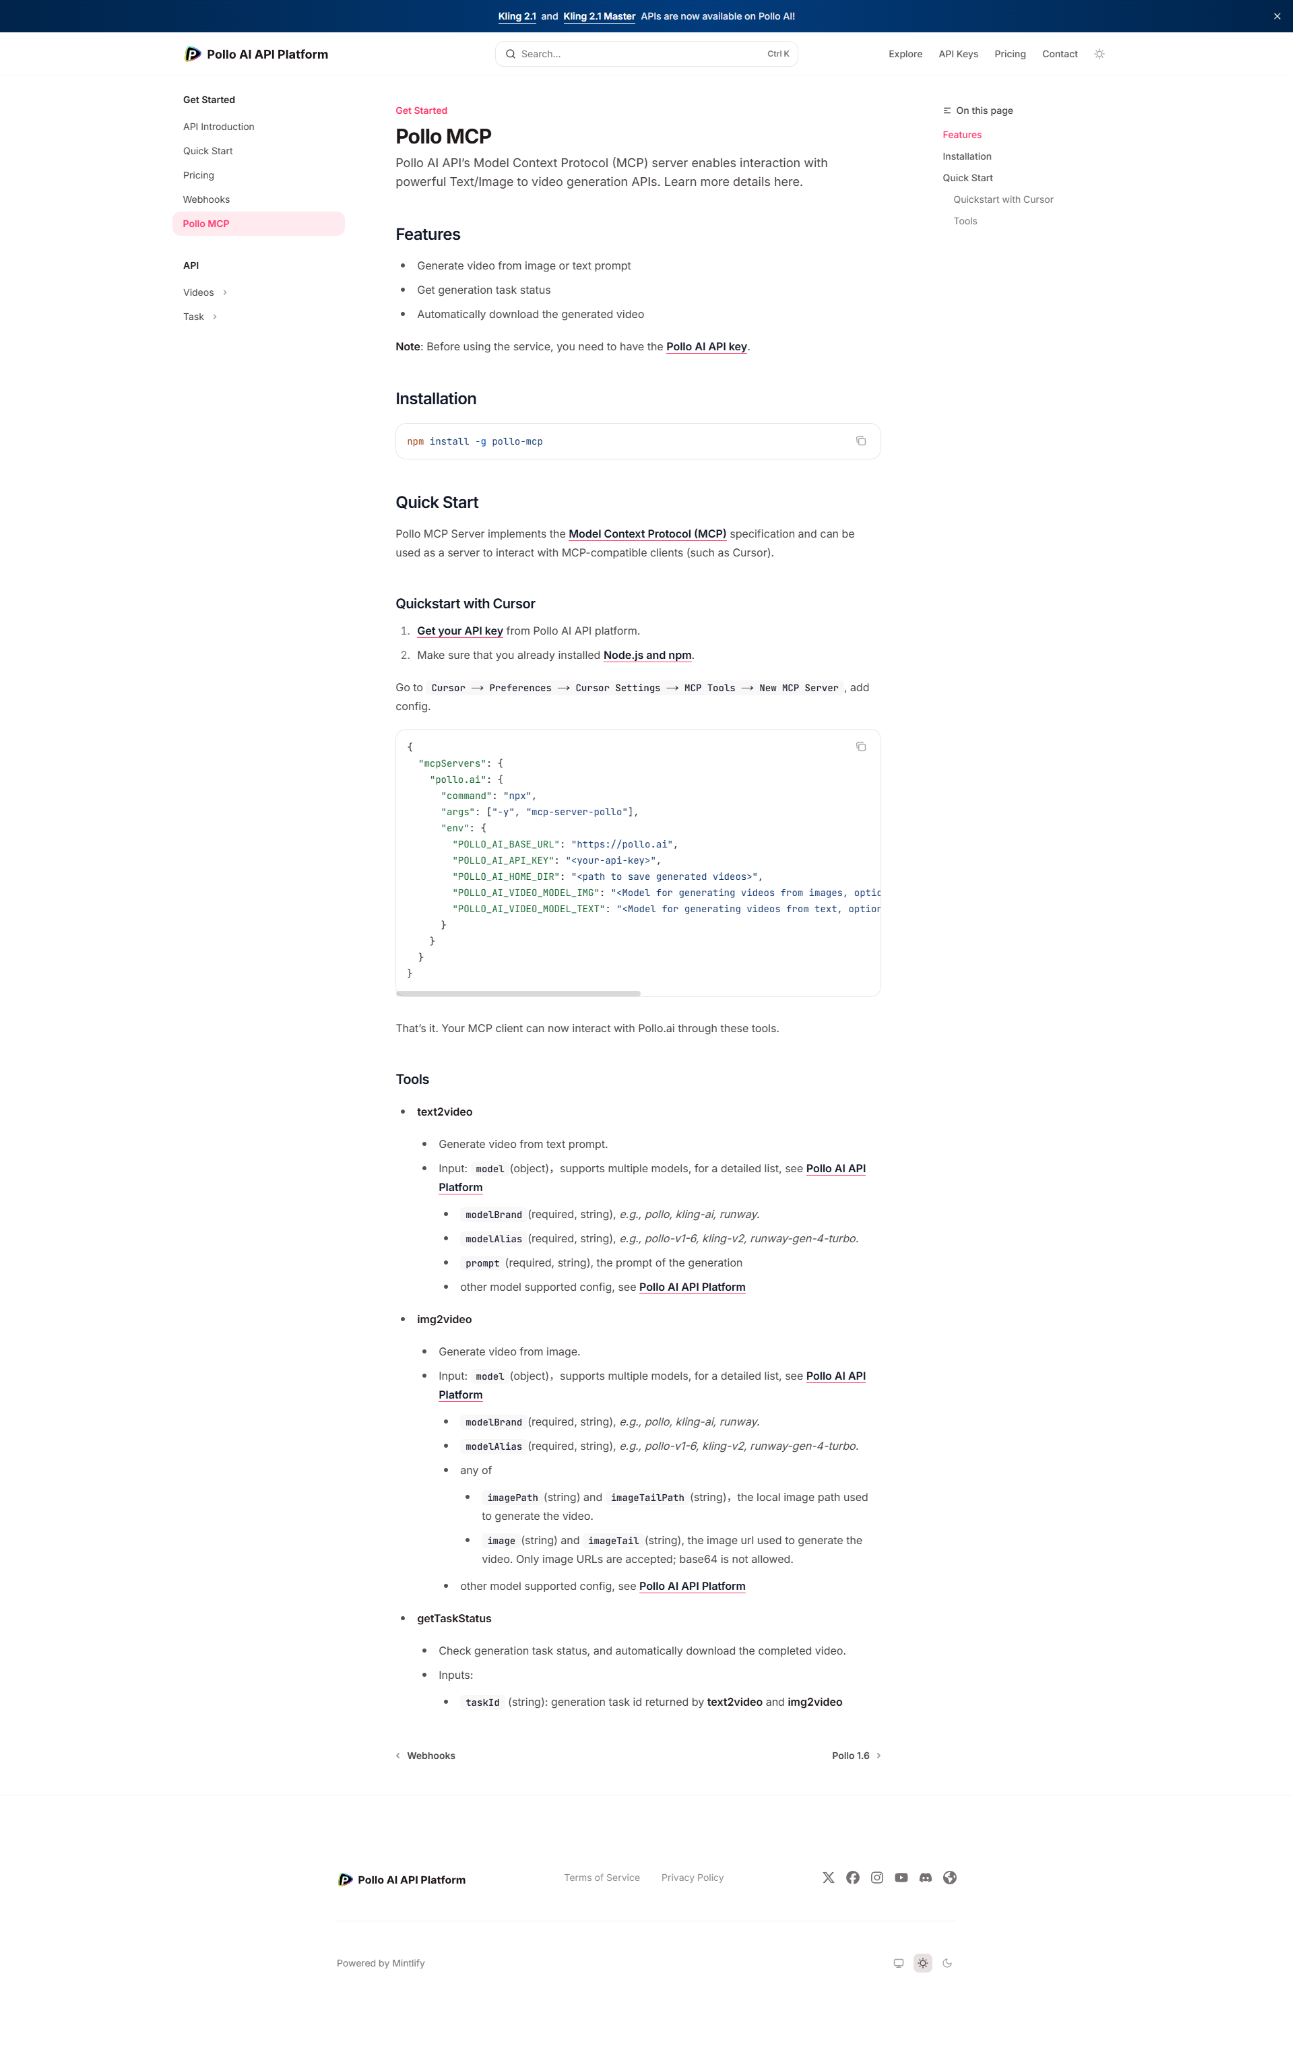 Kling 2.1 and Kling 2.1 Master APIs are now available on Pollo AI!
Pollo AI API Platform
Search...
Ctrl K
Explore
API Keys
Pricing
Contact
Get Started
API Introduction
Quick Start
Pricing
Webhooks
Pollo MCP
API
Videos
Task
Get Started
Pollo MCP
Pollo AI API's Model Context Protocol (MCP) server enables interaction with
powerful Text/Image to video generation APIs. Learn more details here.
Features
Generate video from image or text prompt
Get generation task status
Automatically download the generated video
Note: Before using the service, you need to have the Pollo AI API key.
Installation
npm install -g pollo-mcp
Quick Start
Pollo MCP Server implements the Model Context Protocol (MCP) specification and can be
used as a server to interact with MCP-compatible clients (such as Cursor).
Quickstart with Cursor
1. Get your API key from Pollo AI API platform.
2. Make sure that you already installed Node.js and npm.
Go to Cursor → Preferences → Cursor Settings → MCP Tools → New MCP Server , add
config.
{
"mcpServers": {
"pollo.ai": {
"command": "npx",
"args": ["-y", "mcp-server-pollo"],
"env": {
"POLLO_AI_BASE_URL": "https://pollo.ai",
"POLLO_AI_API_KEY": "<your-api-key>",
"POLLO_AI_HOME_DIR": "<path to save generated videos>",
"POLLO_AI_VIDEO_MODEL_IMG": "<Model for generating videos from images, optio
"POLLO_AI_VIDEO_MODEL_TEXT": "<Model for generating videos from text, option
}
}
}
}
That's it. Your MCP client can now interact with Pollo.ai through these tools.
Tools
text2video
Generate video from text prompt.
Input: model (object)，supports multiple models, for a detailed list, see Pollo AI API
Platform
modelBrand (required, string), e.g., pollo, kling-ai, runway.
modelAlias (required, string), e.g., pollo-v1-6, kling-v2, runway-gen-4-turbo.
prompt (required, string), the prompt of the generation
other model supported config, see Pollo AI API Platform
img2video
Generate video from image.
Input: model (object)，supports multiple models, for a detailed list, see Pollo AI API
Platform
modelBrand (required, string), e.g., pollo, kling-ai, runway.
modelAlias (required, string), e.g., pollo-v1-6, kling-v2, runway-gen-4-turbo.
any of
imagePath (string) and imageTailPath (string)，the local image path used
to generate the video.
image (string) and imageTail (string), the image url used to generate the
video. Only image URLs are accepted; base64 is not allowed.
other model supported config, see Pollo AI API Platform
getTaskStatus
Check generation task status, and automatically download the completed video.
Inputs:
taskId (string): generation task id returned by text2video and img2video
Webhooks
Pollo 1.6
On this page
Features
Installation
Quick Start
Quickstart with Cursor
Tools
Pollo AI API Platform
Terms of Service
Privacy Policy
Powered by Mintlify